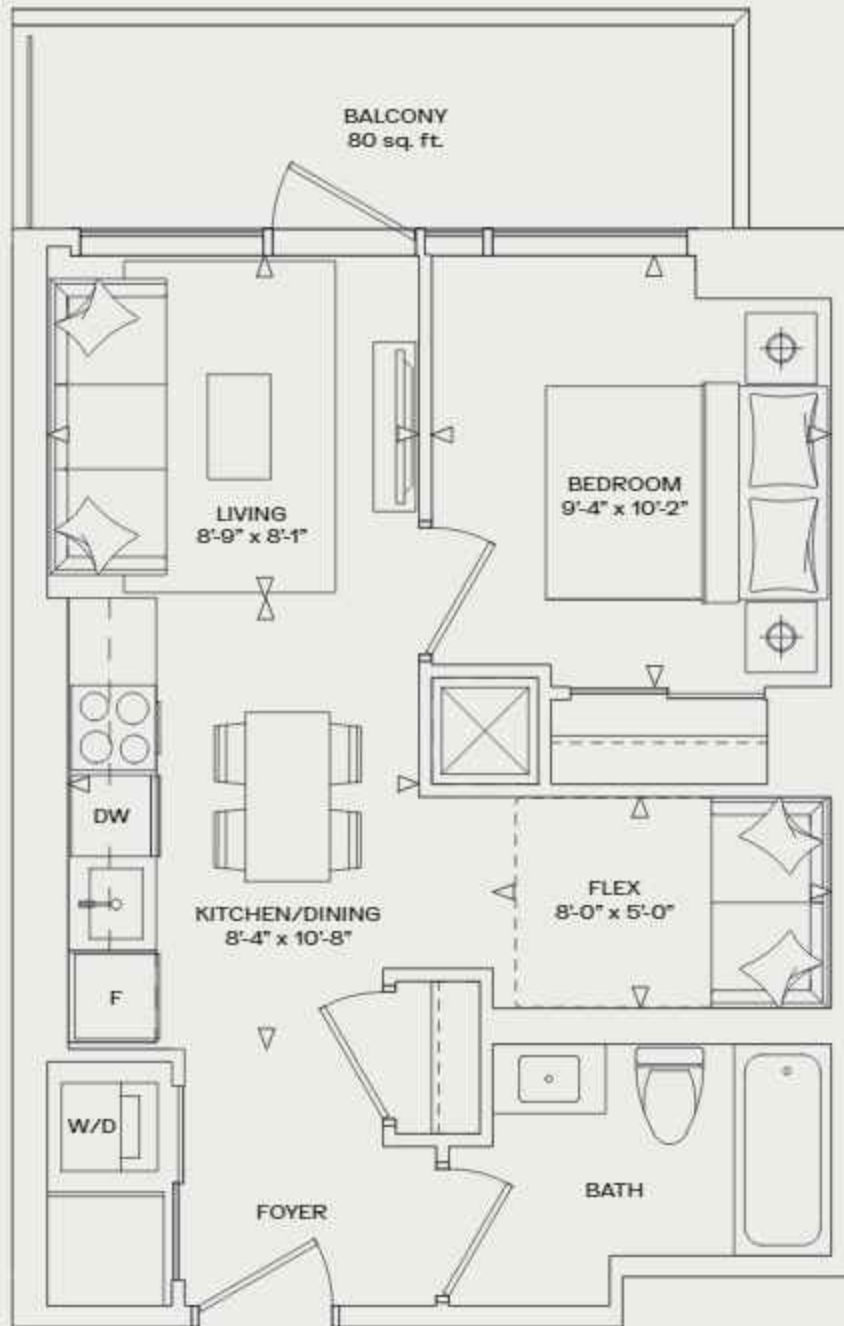 BALCONY
80 sq. ft.
LIVING
8'-9" x 8'-1"
BEDROOM
9'-4" x 10'-2"
DW
KITCHEN/DINING
8'-4" x 10'-8"
FLEX
8'-0" x 5'-0"
F
W/D
FOYER
BATH